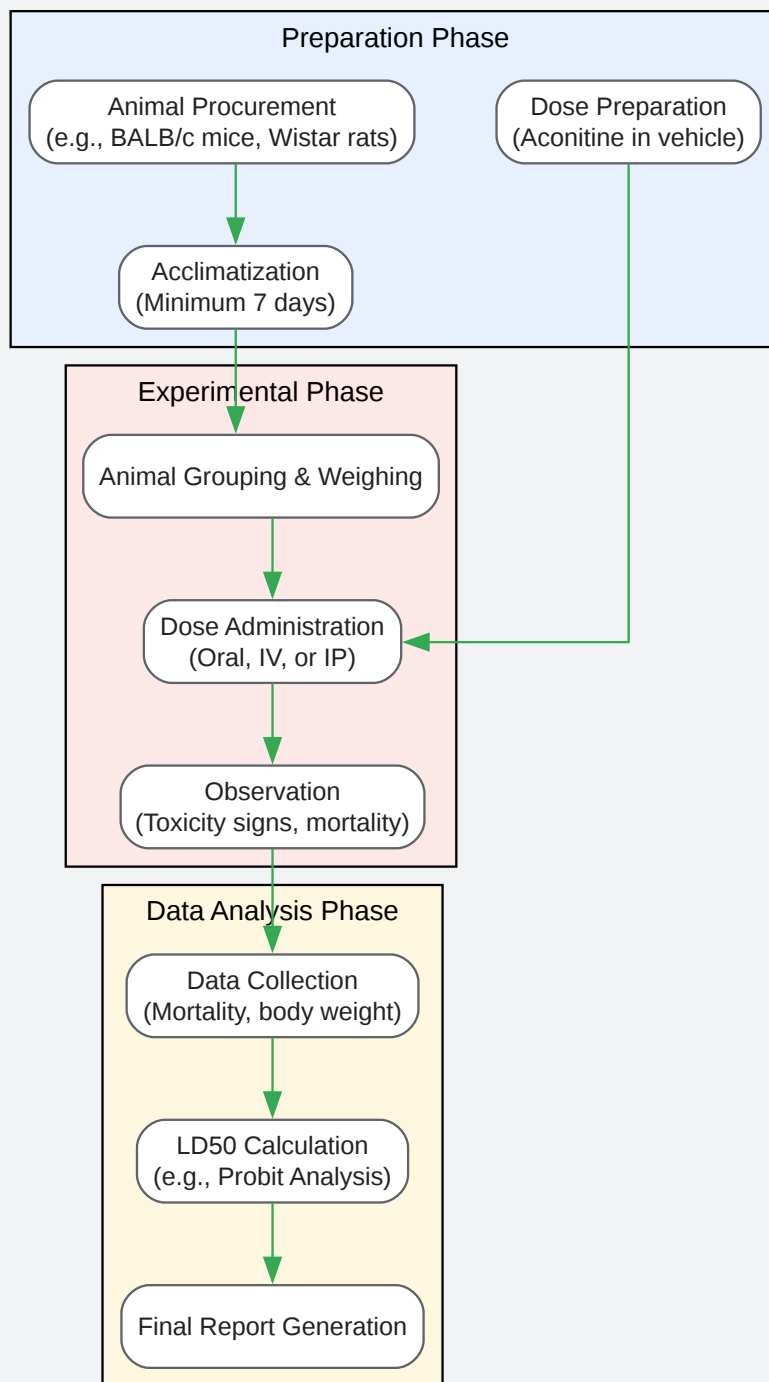 Preparation Phase
Animal Procurement
(e.g., BALB/c mice, Wistar rats)
Dose Preparation
(Aconitine in vehicle)
Acclimatization
(Minimum 7 days)
Experimental Phase
Animal Grouping & Weighing
Dose Administration
(Oral, IV, or IP)
Observation
(Toxicity signs, mortality)
Data Analysis Phase
Data Collection
(Mortality, body weight)
LD50 Calculation
(e.g., Probit Analysis)
Final Report Generation